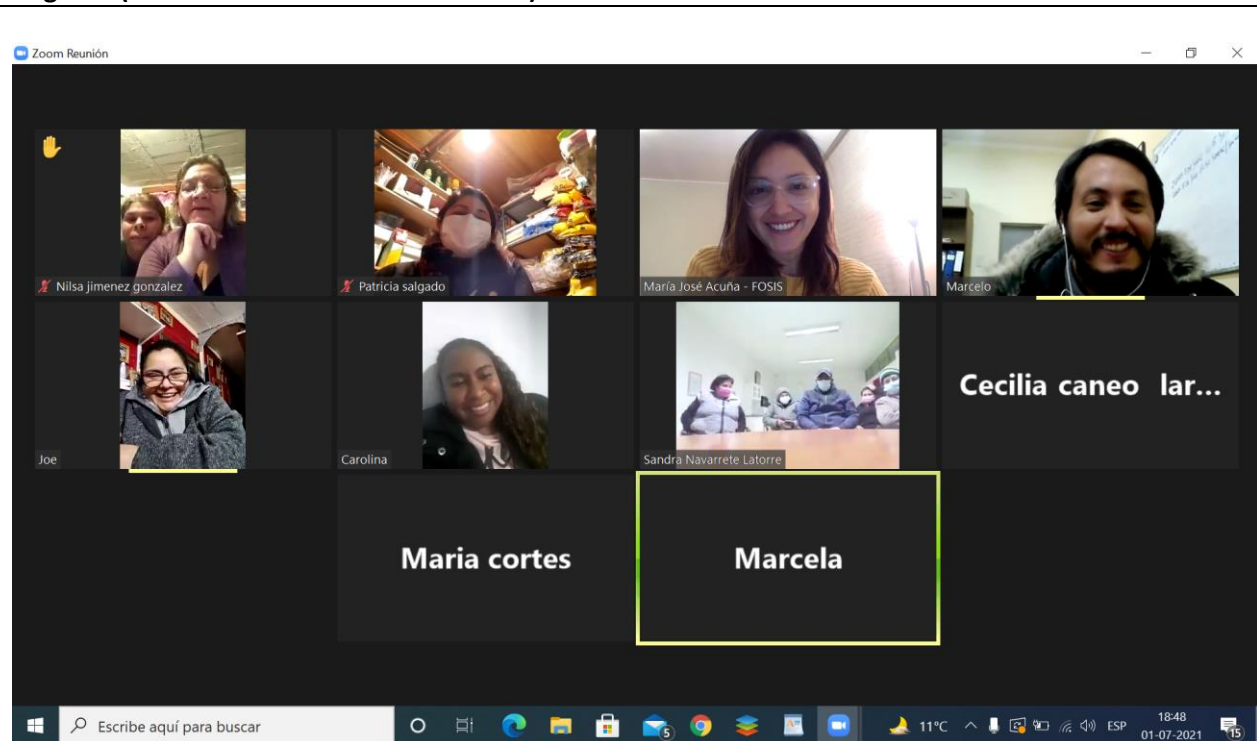 Zoom Reunión
Nilsa jimenez gonzalez
Patricia salgado
María José Acuña - FOSIS
Marcelo
Joe
Carolina
Sandra Navarrete Latorre
Cecilia caneo lar...
Maria cortes
Marcela
Escribe aquí para buscar
5
11°C
ESP
18:48
01-07-2021
15